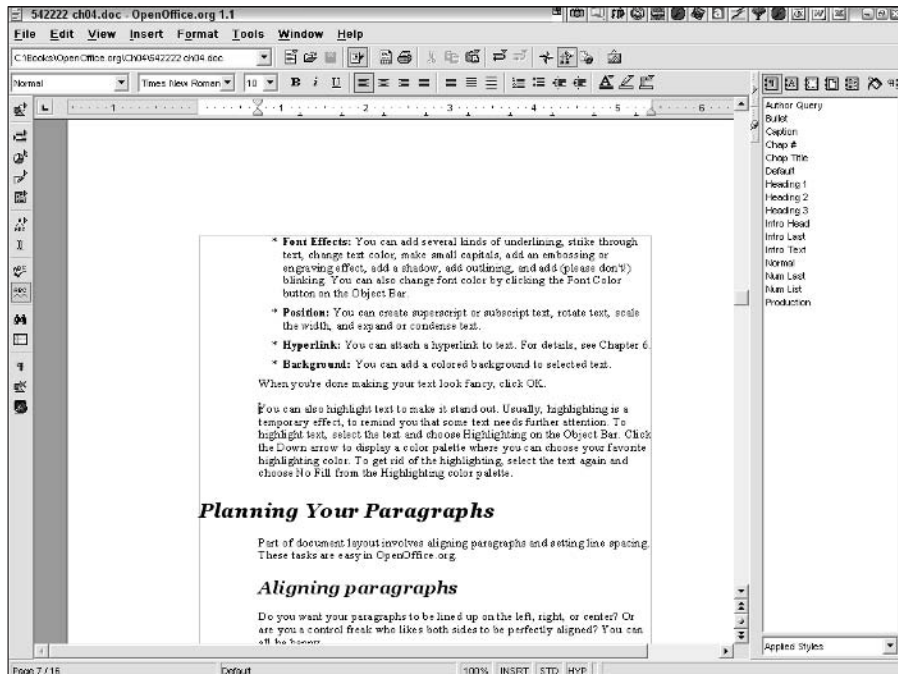 542222 ch04.doc - OpenOffice.org 1.1
File Edit View Insert Format Tools Window Help
C:\Books\OpenOffice.org\Ch04\542222 ch04.doc
Normal Times New Roman 10 B i U
1 1 2 3 4 5 6
* Font Effects: You can add several kinds of underlining, strike through
text, change text color, make small capitals, add an embossing or
engraving effect, add a shadow, add outlining, and add (please don't!)
blinking. You can also change font color by clicking the Font Color
button on the Object Bar.
* Position: You can create superscript or subscript text, rotate text, scale
the width, and expand or condense text.
* Hyperlink: You can attach a hyperlink to text. For details, see Chapter 6.
* Background: You can add a colored background to selected text.
When you're done making your text look fancy, click OK.
You can also highlight text to make it stand out. Usually, highlighting is a
temporary effect, to remind you that some text needs further attention. To
highlight text, select the text and choose Highlighting on the Object Bar. Click
the Down arrow to display a color palette where you can choose your favorite
highlighting color. To get rid of the highlighting, select the text again and
choose No Fill from the Highlighting color palette.
Planning Your Paragraphs
Part of document layout involves aligning paragraphs and setting line spacing.
These tasks are easy in OpenOffice.org.
Aligning paragraphs
Do you want your paragraphs to be lined up on the left, right, or center? Or
are you a control freak who likes both sides to be perfectly aligned? You can
all be happy
Author Query
Bullet
Caption
Chap #
Chap Title
Default
Heading 1
Heading 2
Heading 3
Intro Head
Intro Last
Intro Text
Normal
Num Last
Num List
Production
Applied Styles
Page 7 / 16 Default 100% INSRT STD HYP